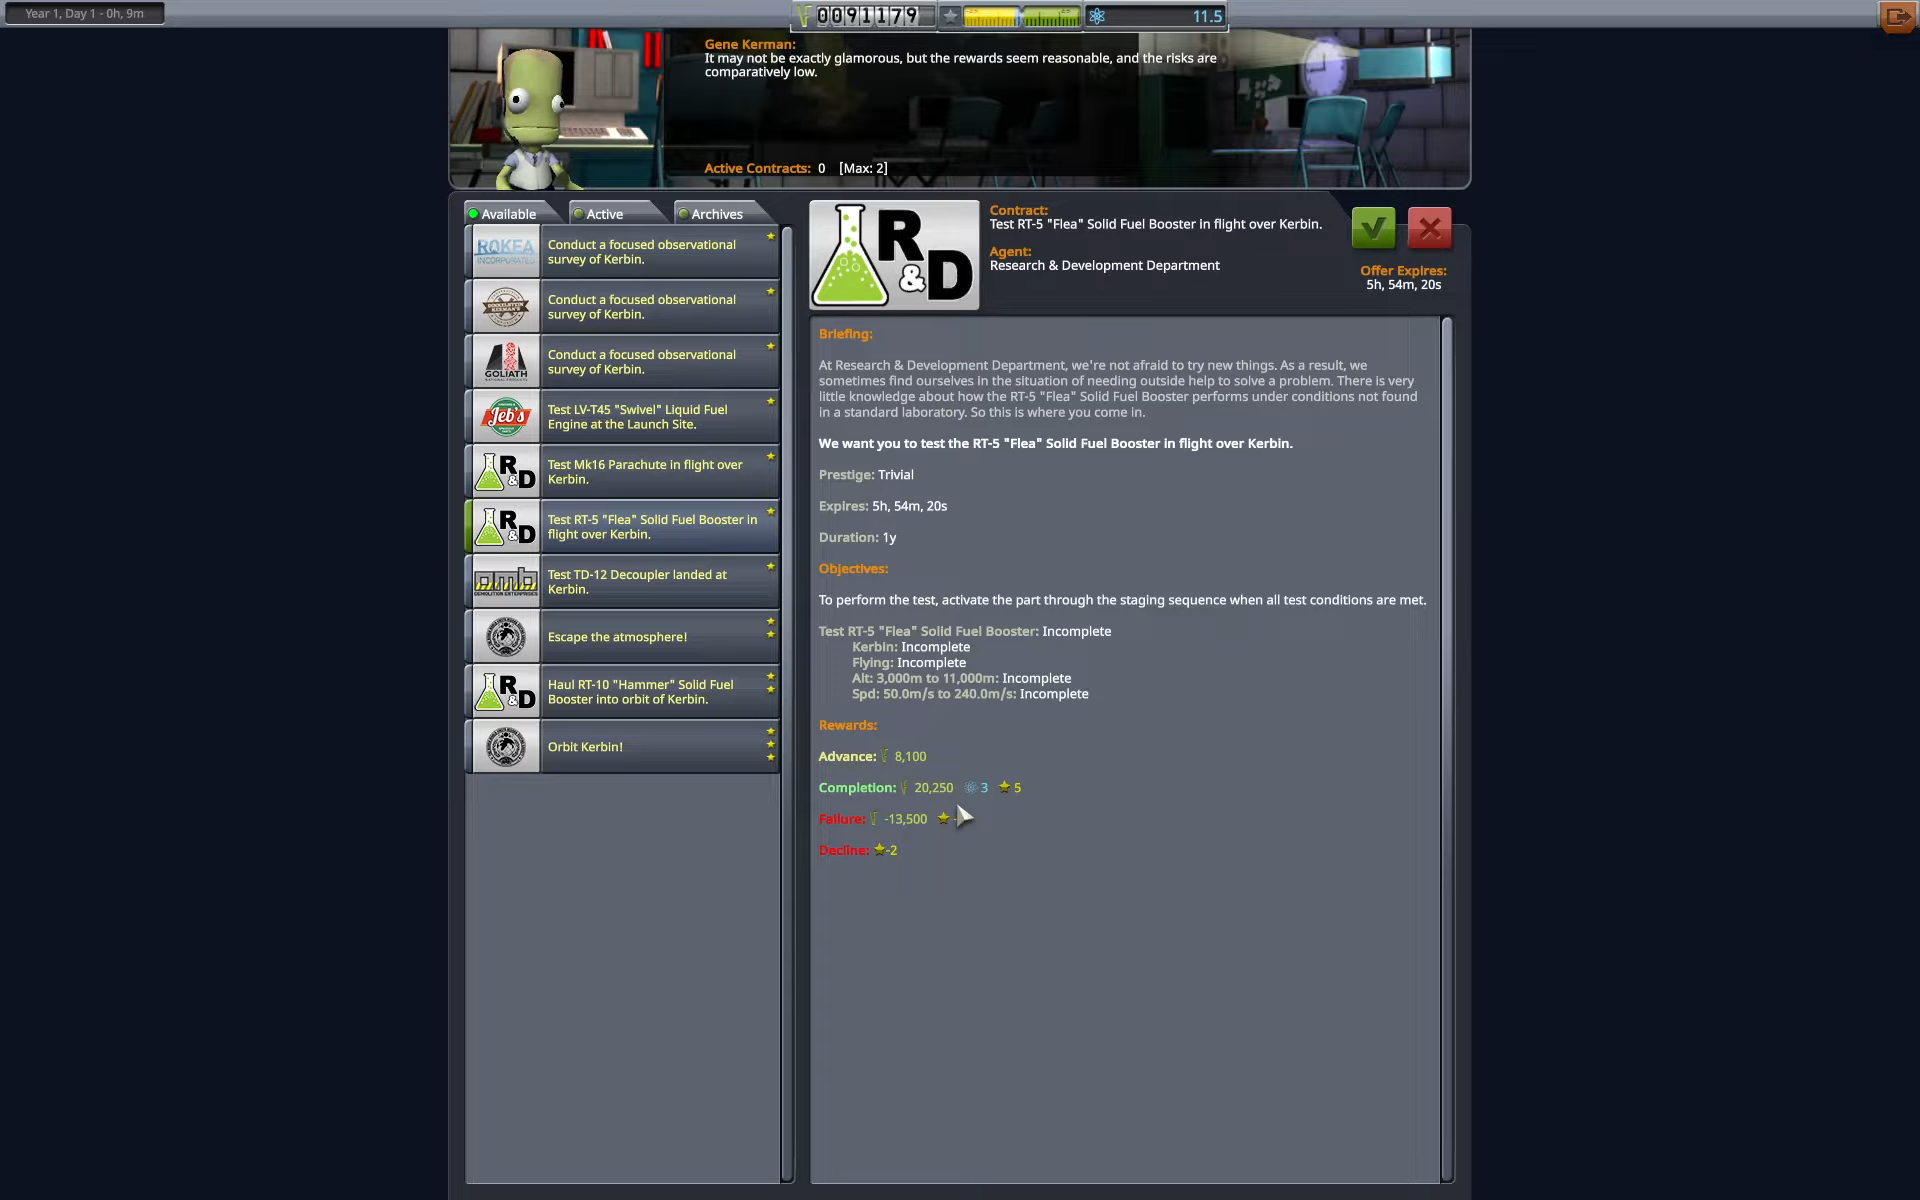 Year 1, Day 1 - 0h, 9m
0091179
11.5
Gene Kerman:
It may not be exactly glamorous, but the rewards seem reasonable, and the risks are
comparatively low.
Active Contracts: 0 [Max: 2]
Available
Active
Archives
ROKEA
INCORPORATED
Conduct a focused observational
survey of Kerbin.
Conduct a focused observational
survey of Kerbin.
GOLIATH
NATIONAL PRODUCTS
Conduct a focused observational
survey of Kerbin.
Jeb's
Test LV-T45 "Swivel" Liquid Fuel
Engine at the Launch Site.
R&D
Test Mk16 Parachute in flight over
Kerbin.
R&D
Test RT-5 "Flea" Solid Fuel Booster in
flight over Kerbin.
DEMOLITION ENTERPRISES
Test TD-12 Decoupler landed at
Kerbin.
Escape the atmosphere!
R&D
Haul RT-10 "Hammer" Solid Fuel
Booster into orbit of Kerbin.
Orbit Kerbin!
R&D
Contract:
Test RT-5 "Flea" Solid Fuel Booster in flight over Kerbin.
Agent:
Research & Development Department
Offer Expires:
5h, 54m, 20s
Briefing:
At Research & Development Department, we're not afraid to try new things. As a result, we
sometimes find ourselves in the situation of needing outside help to solve a problem. There is very
little knowledge about how the RT-5 "Flea" Solid Fuel Booster performs under conditions not found
in a standard laboratory. So this is where you come in.
We want you to test the RT-5 "Flea" Solid Fuel Booster in flight over Kerbin.
Prestige: Trivial
Expires: 5h, 54m, 20s
Duration: 1y
Objectives:
To perform the test, activate the part through the staging sequence when all test conditions are met.
Test RT-5 "Flea" Solid Fuel Booster: Incomplete
Kerbin: Incomplete
Flying: Incomplete
Alt: 3,000m to 11,000m: Incomplete
Spd: 50.0m/s to 240.0m/s: Incomplete
Rewards:
Advance: 8,100
Completion: 20,250 3 5
Failure: -13,500
Decline: -2